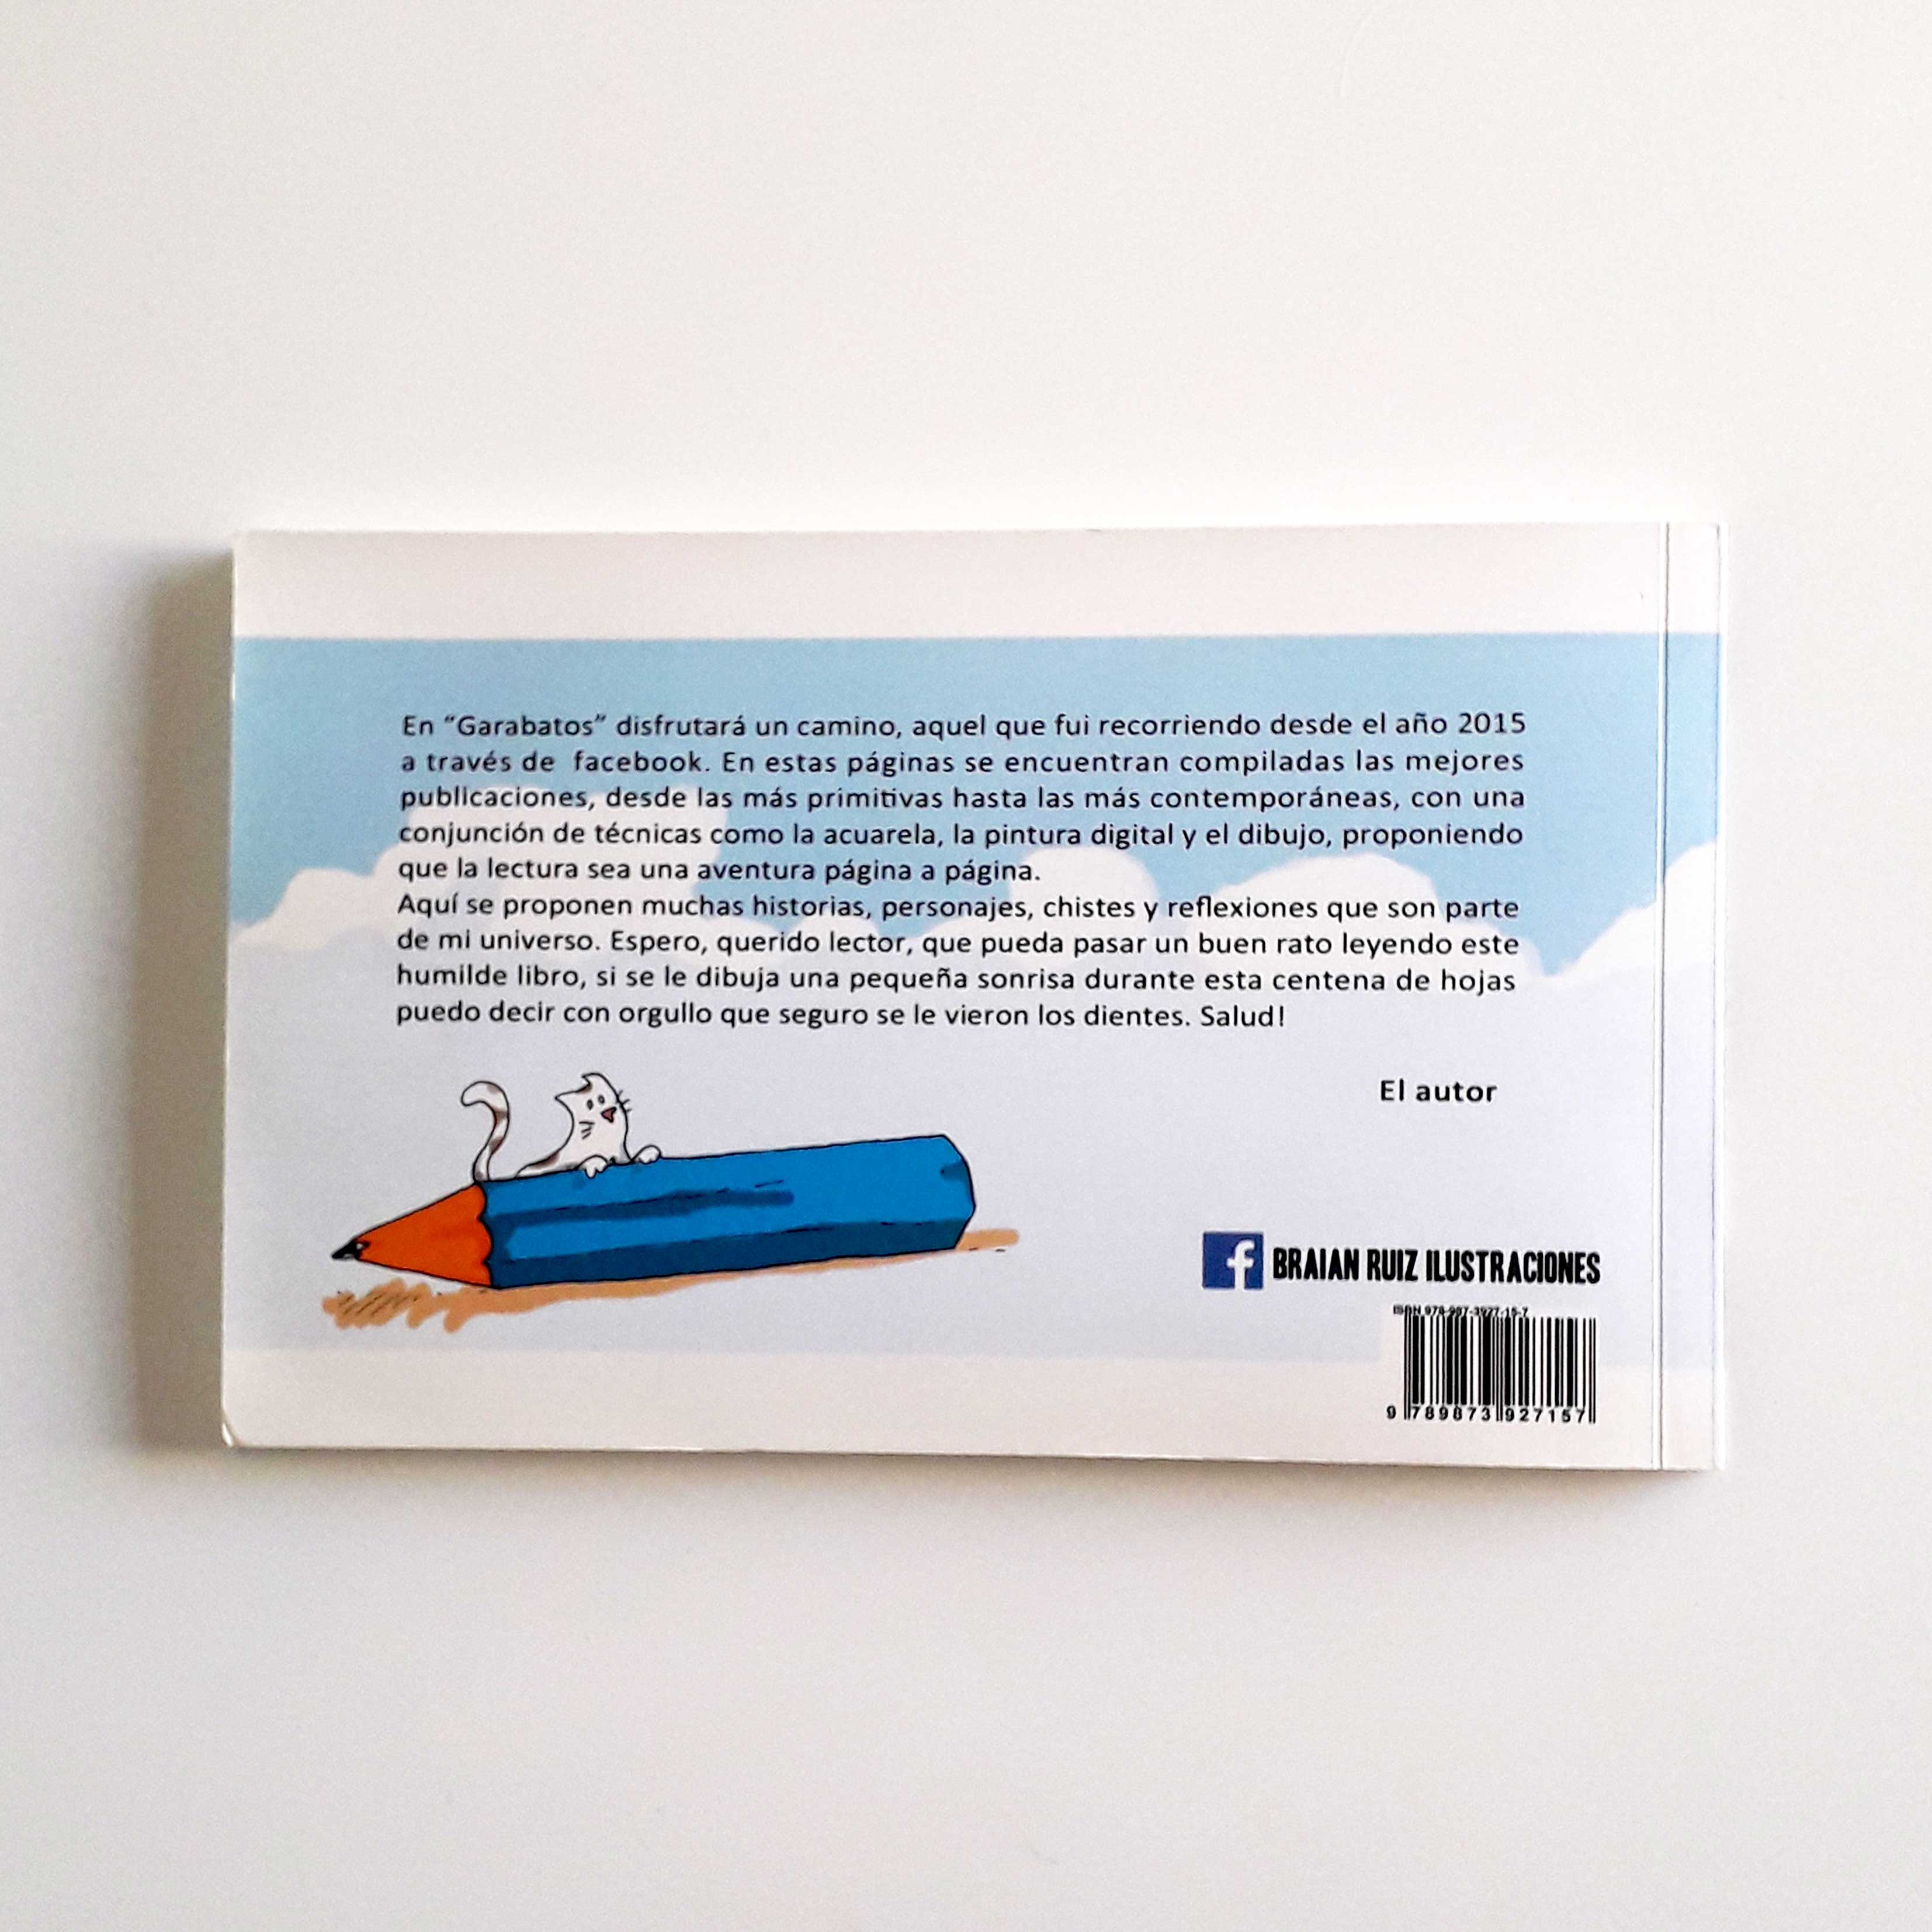 En “Garabatos” disfrutará un camino, aquel que fui recorriendo desde el año 2015
a través de facebook. En estas páginas se encuentran compiladas las mejores
publicaciones, desde las más primitivas hasta las más contemporáneas, con una
conjunción de técnicas como la acuarela, la pintura digital y el dibujo, proponiendo
que la lectura sea una aventura página a página.
Aquí se proponen muchas historias, personajes, chistes y reflexiones que son parte
de mi universo. Espero, querido lector, que pueda pasar un buen rato leyendo este
humilde libro, si se le dibuja una pequeña sonrisa durante esta centena de hojas
puedo decir con orgullo que seguro se le vieron los dientes. Salud!
El autor
f BRAIAN RUIZ ILUSTRACIONES
ISBN 978-987-3927-15-7
9 789873 927157